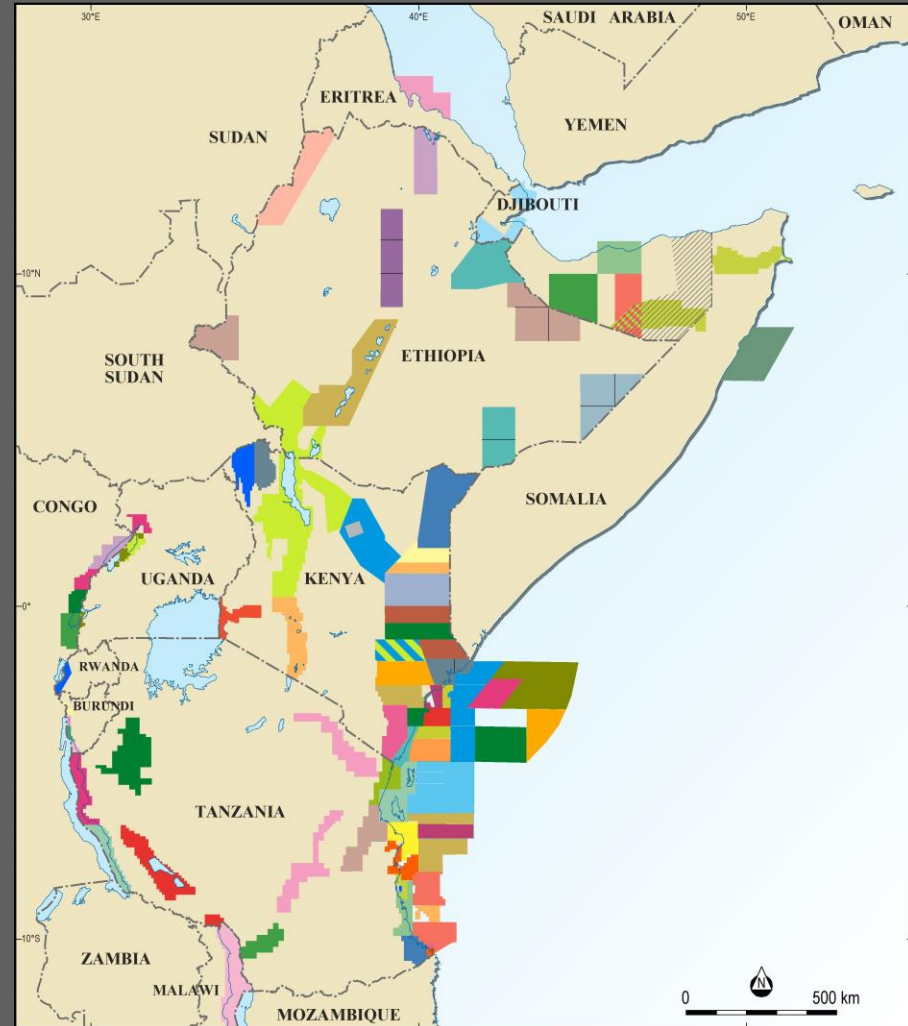 30°E
40°E
50°E
SAUDI ARABIA
OMAN
ERITREA
YEMEN
SUDAN
DJIBOUTI
10°N
SOUTH
SUDAN
ETHIOPIA
CONGO
SOMALIA
UGANDA
KENYA
0°
RWANDA
BURUNDI
TANZANIA
10°S
ZAMBIA
MALAWI
MOZAMBIQUE
N
0
500 km